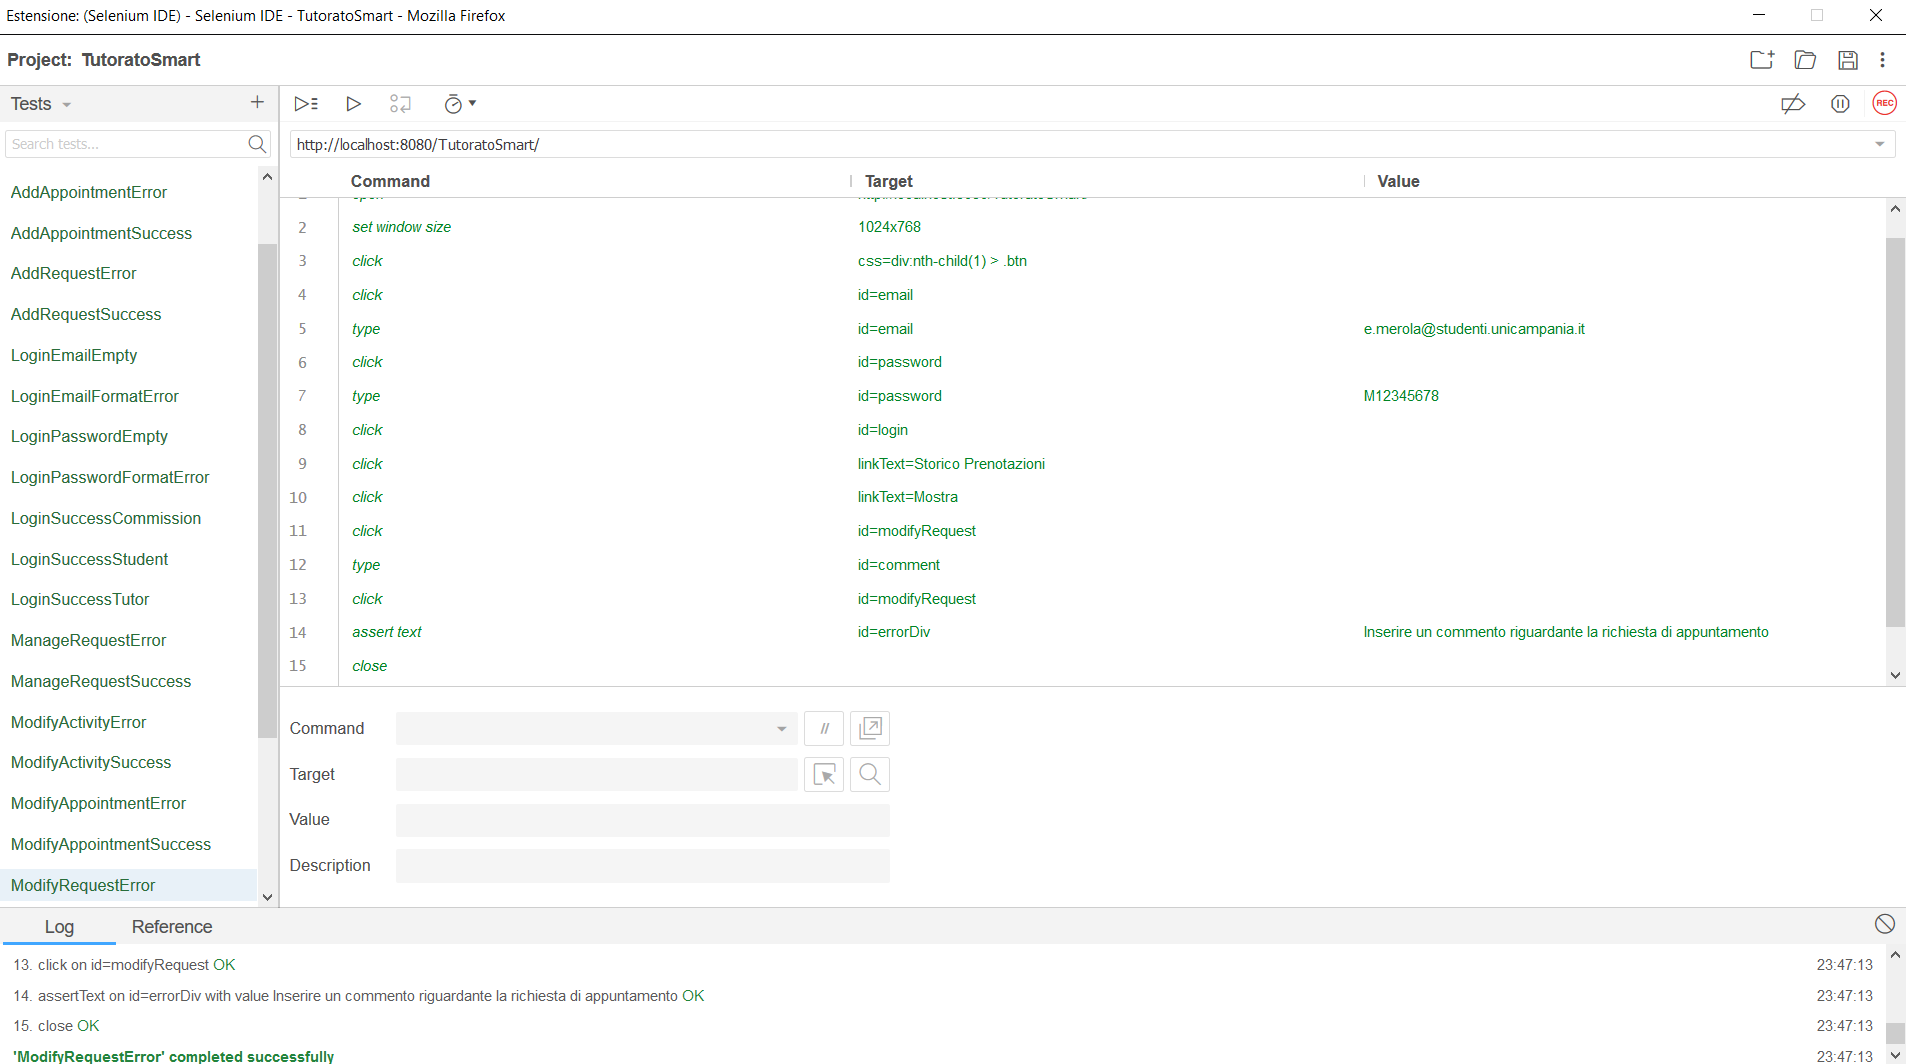 Estensione: (Selenium IDE) - Selenium IDE - TutoratoSmart - Mozilla Firefox
Project: TutoratoSmart
Tests
Search tests...
AddAppointmentError
AddAppointmentSuccess
AddRequestError
AddRequestSuccess
LoginEmailEmpty
LoginEmailFormatError
LoginPasswordEmpty
LoginPasswordFormatError
LoginSuccessCommission
LoginSuccessStudent
LoginSuccessTutor
ManageRequestError
ManageRequestSuccess
ModifyActivityError
ModifyActivitySuccess
ModifyAppointmentError
ModifyAppointmentSuccess
ModifyRequestError
REC
http://localhost:8080/TutoratoSmart/
Command Target Value
2 set window size 1024x768
3 click css=div:nth-child(1) > .btn
4 click id=email
5 type id=email e.merola@studenti.unicampania.it
6 click id=password
7 type id=password M12345678
8 click id=login
9 click linkText=Storico Prenotazioni
10 click linkText=Mostra
11 click id=modifyRequest
12 type id=comment
13 click id=modifyRequest
14 assert text id=errorDiv Inserire un commento riguardante la richiesta di appuntamento
15 close
Command //
Target
Value
Description
Log Reference
13. click on id=modifyRequest OK 23:47:13
14. assertText on id=errorDiv with value Inserire un commento riguardante la richiesta di appuntamento OK 23:47:13
15. close OK 23:47:13
'ModifyRequestError' completed successfully 23:47:13